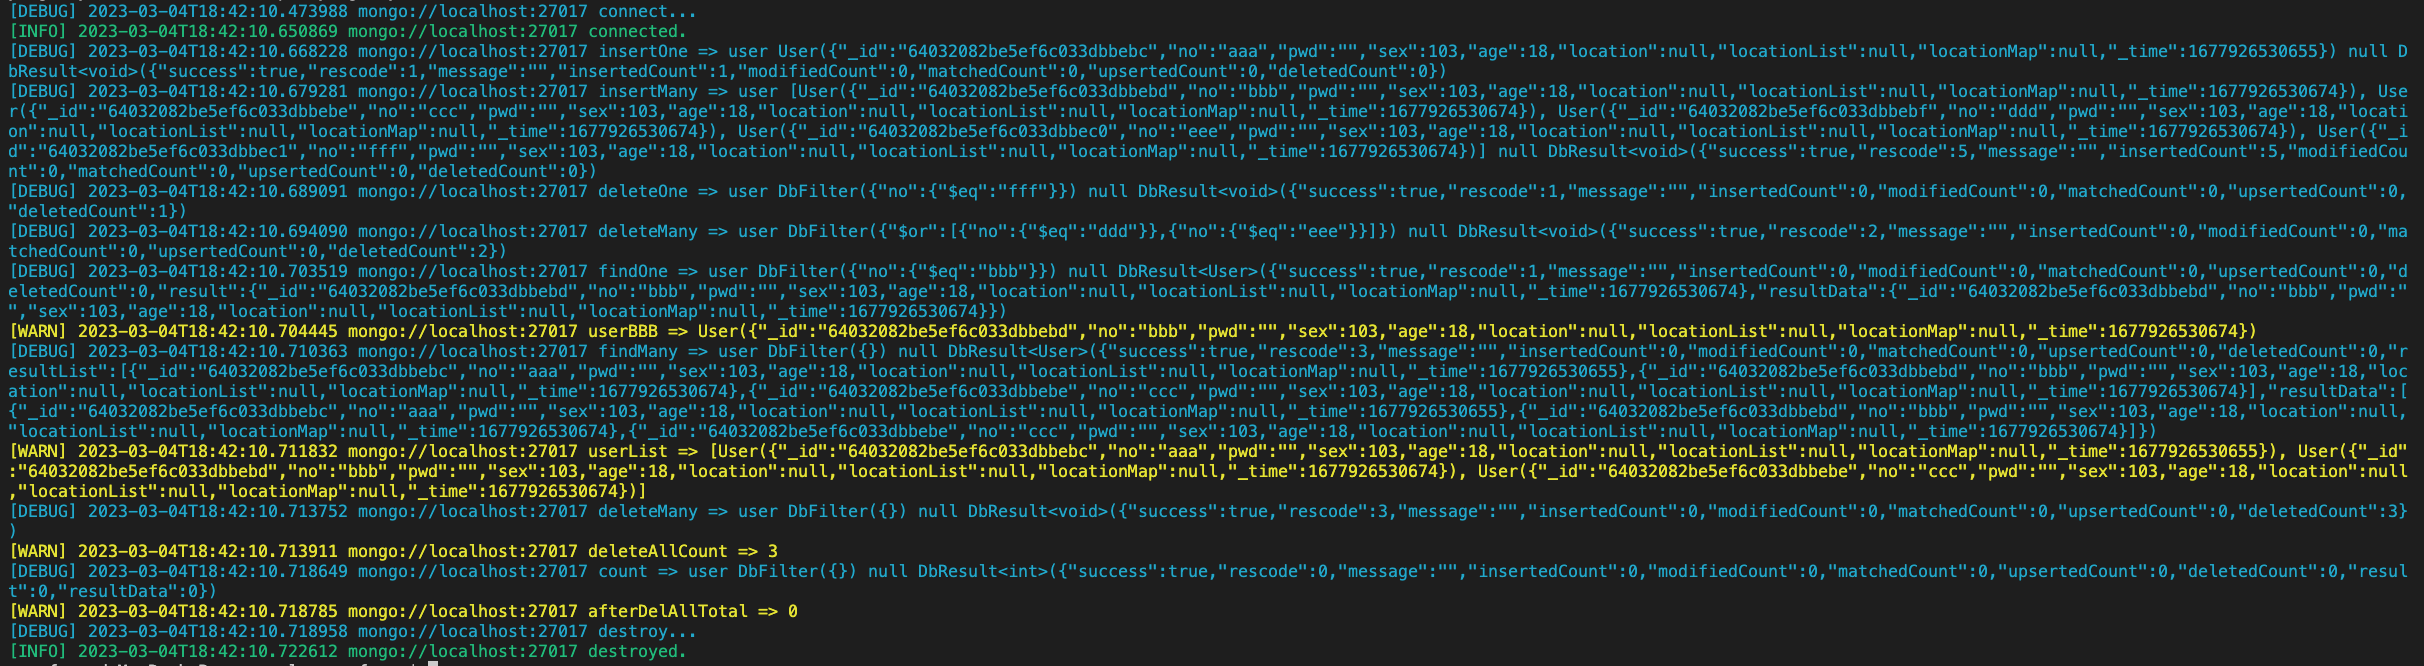 [DEBUG] 2023-03-04T18:42:10.473988 mongo://localhost:27017 connect...
[INFO] 2023-03-04T18:42:10.650869 mongo://localhost:27017 connected.
[DEBUG] 2023-03-04T18:42:10.668228 mongo://localhost:27017 insertOne => user User({"_id":"64032082be5ef6c033dbbebc","no":"aaa","pwd":"","sex":103,"age":18,"location":null,"locationList":null,"locationMap":null,"_time":1677926530655}) null D
bResult<void>({"success":true,"rescode":1,"message":"","insertedCount":1,"modifiedCount":0,"matchedCount":0,"upsertedCount":0,"deletedCount":0})
[DEBUG] 2023-03-04T18:42:10.679281 mongo://localhost:27017 insertMany => user [User({"_id":"64032082be5ef6c033dbbebd","no":"bbb","pwd":"","sex":103,"age":18,"location":null,"locationList":null,"locationMap":null,"_time":1677926530674}), Use
r({"_id":"64032082be5ef6c033dbbebe","no":"ccc","pwd":"","sex":103,"age":18,"location":null,"locationList":null,"locationMap":null,"_time":1677926530674}), User({"_id":"64032082be5ef6c033dbbebf","no":"ddd","pwd":"","sex":103,"age":18,"locati
on":null,"locationList":null,"locationMap":null,"_time":1677926530674}), User({"_id":"64032082be5ef6c033dbbec0","no":"eee","pwd":"","sex":103,"age":18,"location":null,"locationList":null,"locationMap":null,"_time":1677926530674}), User({"_i
d":"64032082be5ef6c033dbbec1","no":"fff","pwd":"","sex":103,"age":18,"location":null,"locationList":null,"locationMap":null,"_time":1677926530674})] null DbResult<void>({"success":true,"rescode":5,"message":"","insertedCount":5,"modifiedCou
nt":0,"matchedCount":0,"upsertedCount":0,"deletedCount":0})
[DEBUG] 2023-03-04T18:42:10.689091 mongo://localhost:27017 deleteOne => user DbFilter({"no":{"$eq":"fff"}}) null DbResult<void>({"success":true,"rescode":1,"message":"","insertedCount":0,"modifiedCount":0,"matchedCount":0,"upsertedCount":0,
"deletedCount":1})
[DEBUG] 2023-03-04T18:42:10.694090 mongo://localhost:27017 deleteMany => user DbFilter({"$or":[{"no":{"$eq":"ddd"}},{"no":{"$eq":"eee"}}]}) null DbResult<void>({"success":true,"rescode":2,"message":"","insertedCount":0,"modifiedCount":0,"ma
tchedCount":0,"upsertedCount":0,"deletedCount":2})
[DEBUG] 2023-03-04T18:42:10.703519 mongo://localhost:27017 findOne => user DbFilter({"no":{"$eq":"bbb"}}) null DbResult<User>({"success":true,"rescode":1,"message":"","insertedCount":0,"modifiedCount":0,"matchedCount":0,"upsertedCount":0,"d
eletedCount":0,"result":{"_id":"64032082be5ef6c033dbbebd","no":"bbb","pwd":"","sex":103,"age":18,"location":null,"locationList":null,"locationMap":null,"_time":1677926530674},"resultData":{"_id":"64032082be5ef6c033dbbebd","no":"bbb","pwd":"
","sex":103,"age":18,"location":null,"locationList":null,"locationMap":null,"_time":1677926530674}})
[WARN] 2023-03-04T18:42:10.704445 mongo://localhost:27017 userBBB => User({"_id":"64032082be5ef6c033dbbebd","no":"bbb","pwd":"","sex":103,"age":18,"location":null,"locationList":null,"locationMap":null,"_time":1677926530674})
[DEBUG] 2023-03-04T18:42:10.710363 mongo://localhost:27017 findMany => user DbFilter({}) null DbResult<User>({"success":true,"rescode":3,"message":"","insertedCount":0,"modifiedCount":0,"matchedCount":0,"upsertedCount":0,"deletedCount":0,"r
esultList":[{"_id":"64032082be5ef6c033dbbebc","no":"aaa","pwd":"","sex":103,"age":18,"location":null,"locationList":null,"locationMap":null,"_time":1677926530655},{"_id":"64032082be5ef6c033dbbebd","no":"bbb","pwd":"","sex":103,"age":18,"loc
ation":null,"locationList":null,"locationMap":null,"_time":1677926530674},{"_id":"64032082be5ef6c033dbbebe","no":"ccc","pwd":"","sex":103,"age":18,"location":null,"locationList":null,"locationMap":null,"_time":1677926530674}],"resultData":[
{"_id":"64032082be5ef6c033dbbebc","no":"aaa","pwd":"","sex":103,"age":18,"location":null,"locationList":null,"locationMap":null,"_time":1677926530655},{"_id":"64032082be5ef6c033dbbebd","no":"bbb","pwd":"","sex":103,"age":18,"location":null,
"locationList":null,"locationMap":null,"_time":1677926530674},{"_id":"64032082be5ef6c033dbbebe","no":"ccc","pwd":"","sex":103,"age":18,"location":null,"locationList":null,"locationMap":null,"_time":1677926530674}]})
[WARN] 2023-03-04T18:42:10.711832 mongo://localhost:27017 userList => [User({"_id":"64032082be5ef6c033dbbebc","no":"aaa","pwd":"","sex":103,"age":18,"location":null,"locationList":null,"locationMap":null,"_time":1677926530655}), User({"_id"
:"64032082be5ef6c033dbbebd","no":"bbb","pwd":"","sex":103,"age":18,"location":null,"locationList":null,"locationMap":null,"_time":1677926530674}), User({"_id":"64032082be5ef6c033dbbebe","no":"ccc","pwd":"","sex":103,"age":18,"location":null
,"locationList":null,"locationMap":null,"_time":1677926530674})]
[DEBUG] 2023-03-04T18:42:10.713752 mongo://localhost:27017 deleteMany => user DbFilter({}) null DbResult<void>({"success":true,"rescode":3,"message":"","insertedCount":0,"modifiedCount":0,"matchedCount":0,"upsertedCount":0,"deletedCount":3}
)
[WARN] 2023-03-04T18:42:10.713911 mongo://localhost:27017 deleteAllCount => 3
[DEBUG] 2023-03-04T18:42:10.718649 mongo://localhost:27017 count => user DbFilter({}) null DbResult<int>({"success":true,"rescode":0,"message":"","insertedCount":0,"modifiedCount":0,"matchedCount":0,"upsertedCount":0,"deletedCount":0,"resul
t":0,"resultData":0})
[WARN] 2023-03-04T18:42:10.718785 mongo://localhost:27017 afterDelAllTotal => 0
[DEBUG] 2023-03-04T18:42:10.718958 mongo://localhost:27017 destroy...
[INFO] 2023-03-04T18:42:10.722612 mongo://localhost:27017 destroyed.